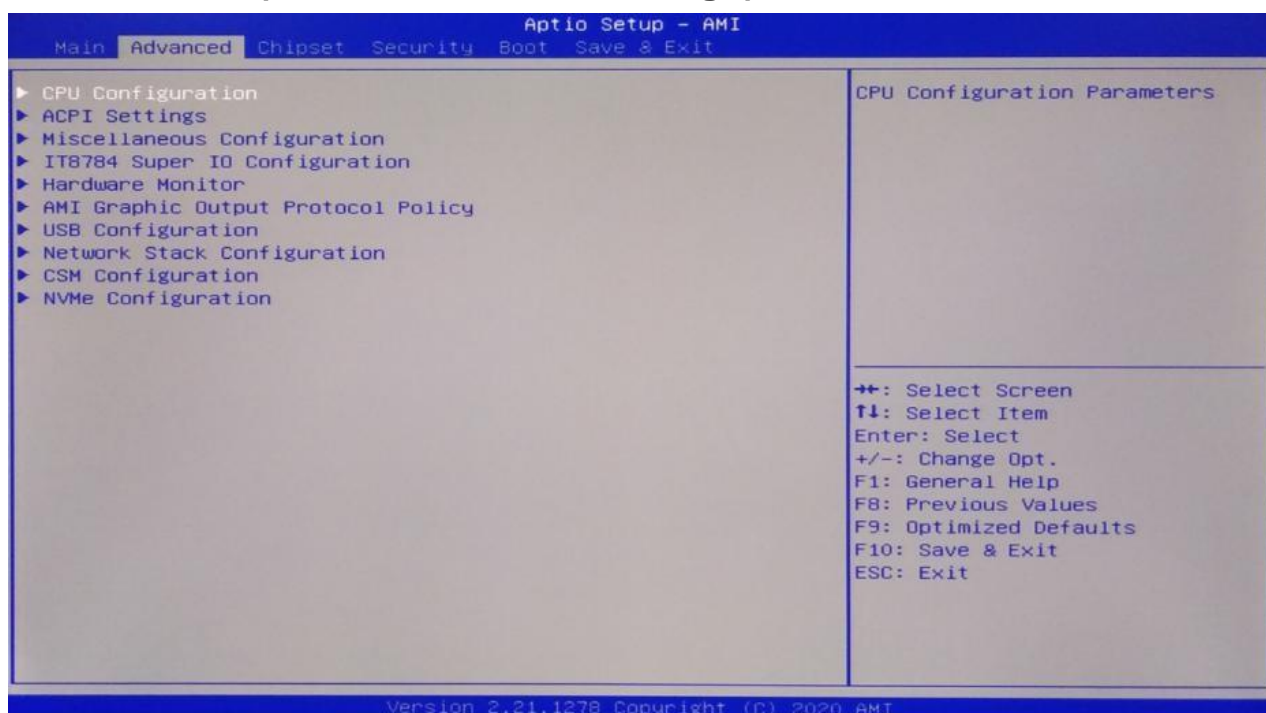 Aptio Setup – AMI
Main Advanced Chipset Security Boot Save & Exit
▶ CPU Configuration
▶ ACPI Settings
▶ Miscellaneous Configuration
▶ IT8784 Super IO Configuration
▶ Hardware Monitor
▶ AMI Graphic Output Protocol Policy
▶ USB Configuration
▶ Network Stack Configuration
▶ CSM Configuration
▶ NVMe Configuration
CPU Configuration Parameters
→←: Select Screen
↑↓: Select Item
Enter: Select
+/-: Change Opt.
F1: General Help
F8: Previous Values
F9: Optimized Defaults
F10: Save & Exit
ESC: Exit
Version 2.21.1278 Copyright (C) 2020 AMI